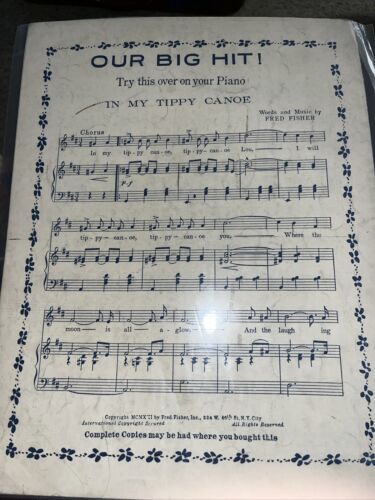 OUR BIG HIT!
Try this over on your Piano
IN MY TIPPY CANOE
Words and Music by
FRED FISHER
Chorus
In my tip-py ca-noe, tip-py-ca-noe Lou,— I will
p-f
tip-py-ca-noe, tip-py-ca-noe you,— Where the
moon— is all— a-glow,— And the laugh ing
by Fred Fisher, Inc., 224 W. 46th St. N.Y. City
International Copyright Secured All Rights Reserved
Complete Copies may be had where you bought this